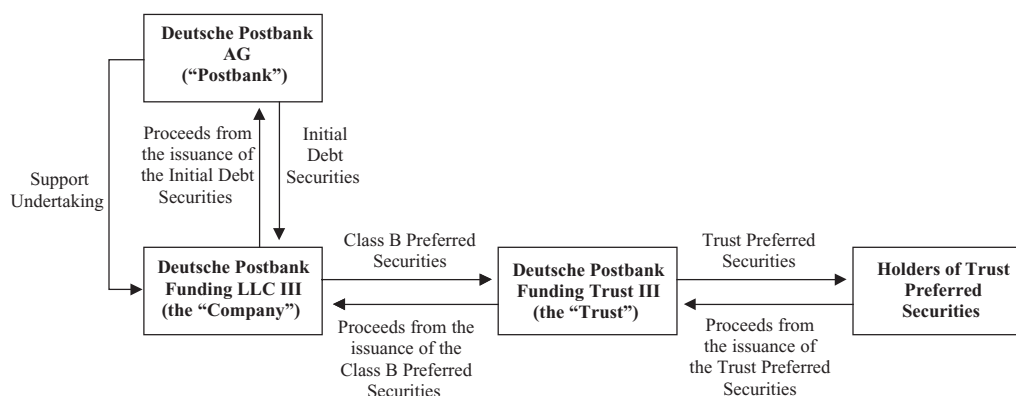 Deutsche Postbank
AG
(“Postbank”)
Proceeds from
the issuance of
the Initial Debt
Securities
Initial
Debt
Securities
Support
Undertaking
Deutsche Postbank
Funding LLC III
(the “Company”)
Class B Preferred
Securities
Proceeds from the
issuance of the
Class B Preferred
Securities
Deutsche Postbank
Funding Trust III
(the “Trust”)
Trust Preferred
Securities
Proceeds from
the issuance of
the Trust Preferred
Securities
Holders of Trust
Preferred
Securities